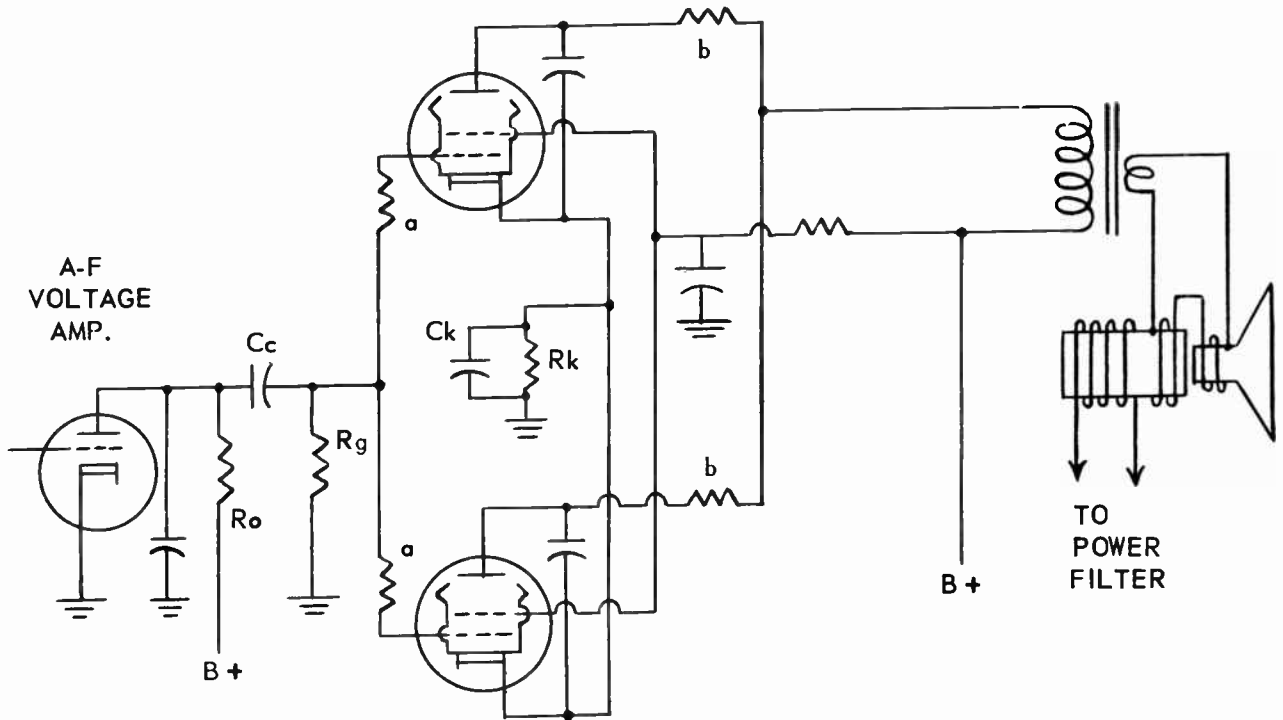 b
a
A-F
VOLTAGE
AMP.
Cc
Ck
Rk
Rg
Ro
b
a
B+
B+
TO
POWER
FILTER